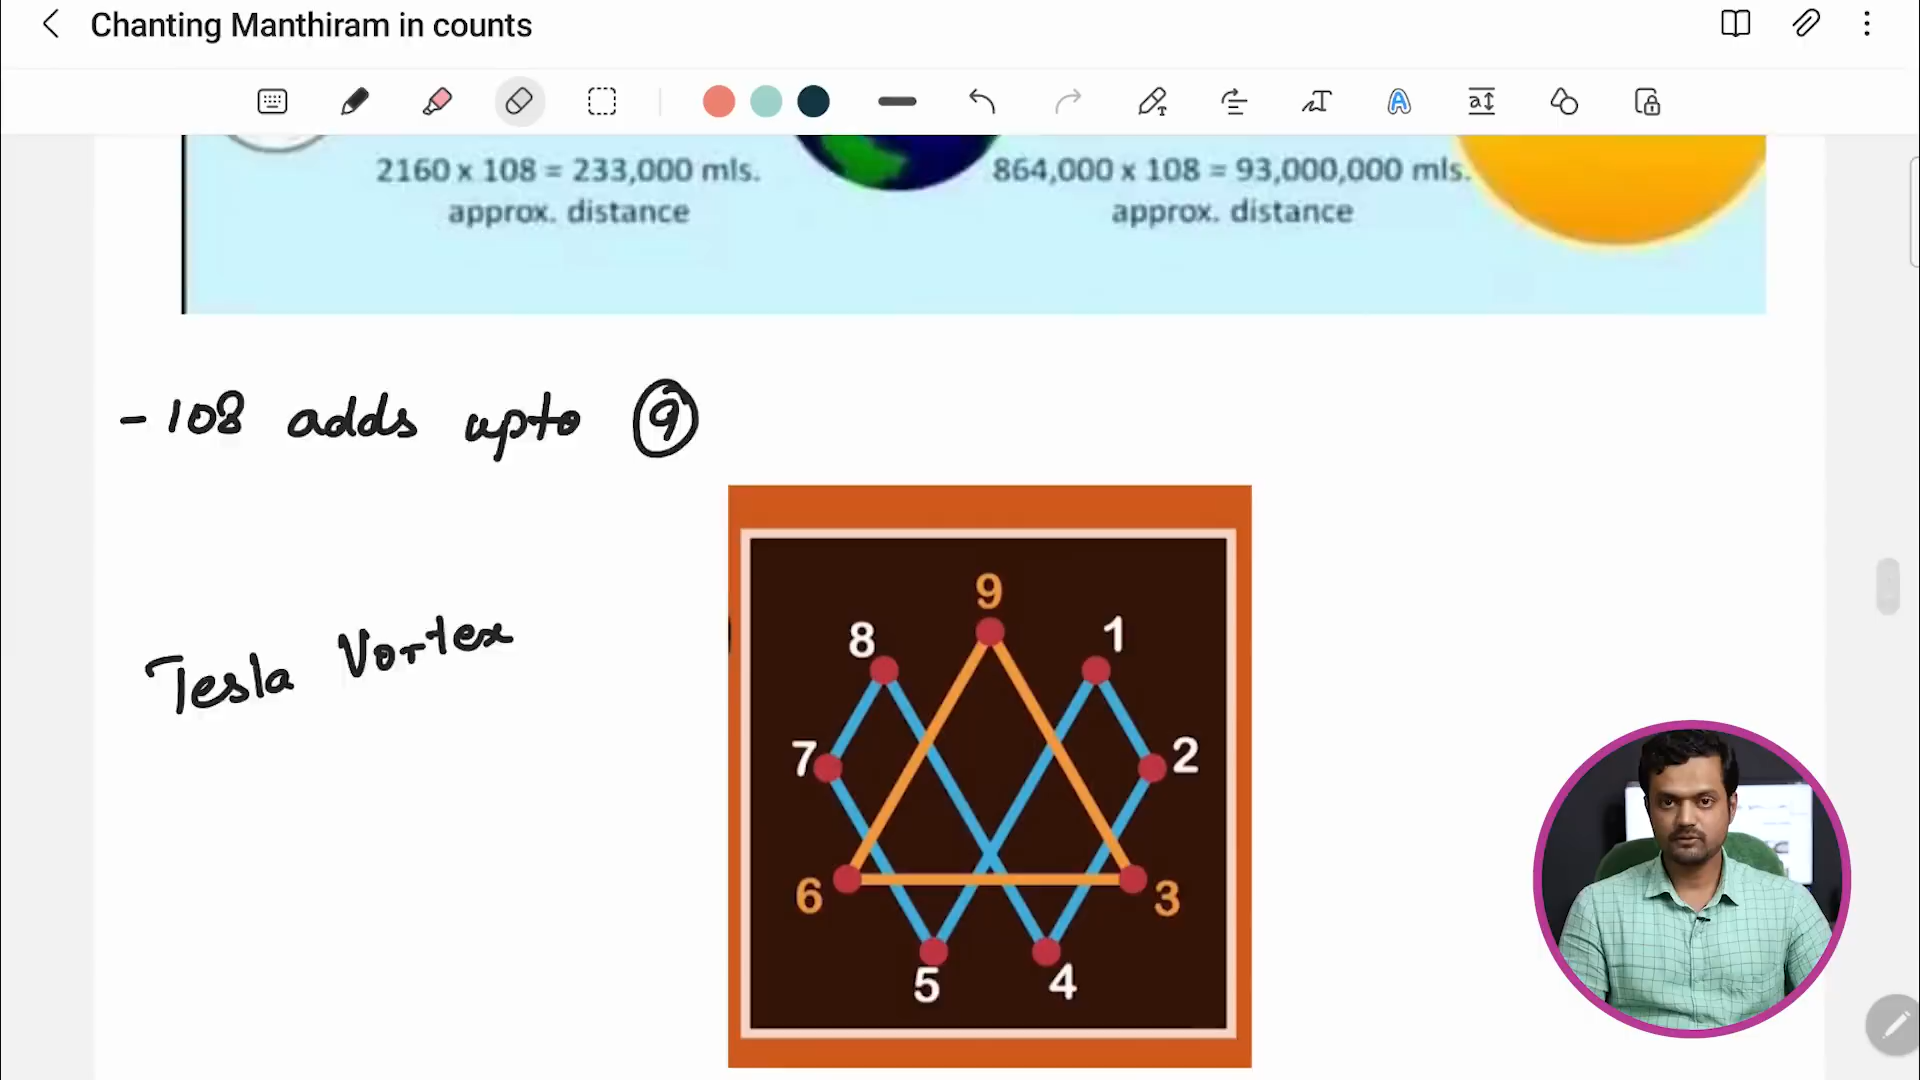 Chanting Manthiram in counts
2160 x 108 = 233,000 mls.
approx. distance
864,000 x 108 = 93,000,000 mls.
approx. distance
- 108 adds upto 9
Tesla Vortex
9
8
1
7
2
6
3
5
4